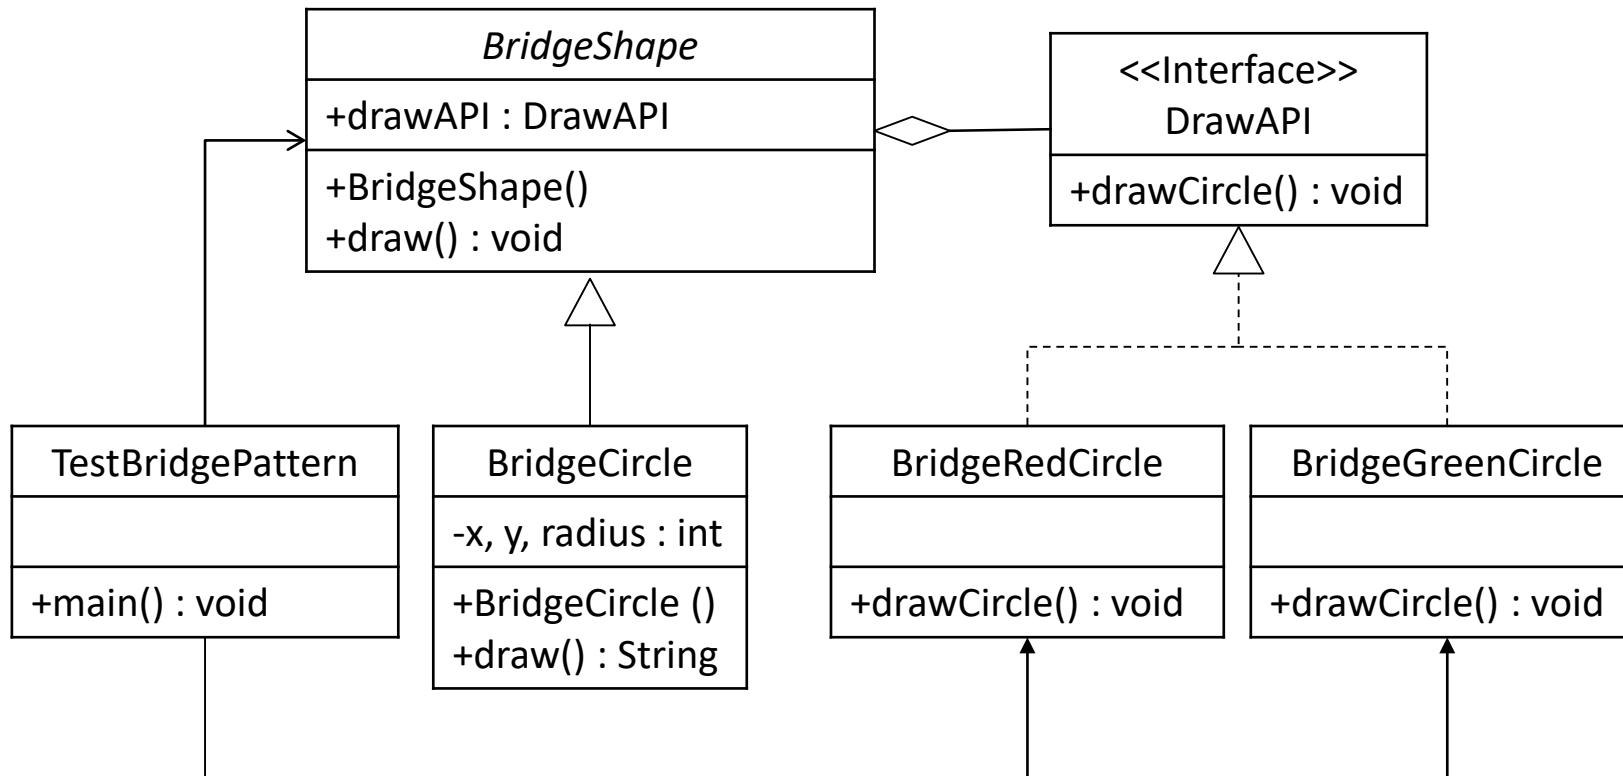 BridgeShape
+drawAPI : DrawAPI
+BridgeShape()
+draw() : void
<<Interface>>
DrawAPI
+drawCircle() : void
TestBridgePattern
+main() : void
BridgeCircle
-x, y, radius : int
+BridgeCircle ()
+draw() : String
BridgeRedCircle
+drawCircle() : void
BridgeGreenCircle
+drawCircle() : void